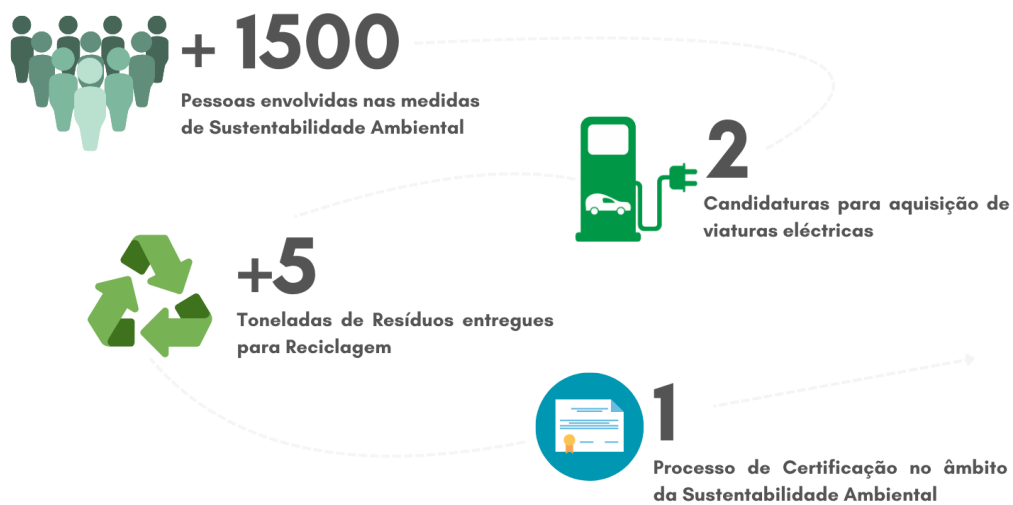 + 1500
Pessoas envolvidas nas medidas
de Sustentabilidade Ambiental
2
Candidaturas para aquisição de
viaturas eléctricas
+5
Toneladas de Resíduos entregues
para Reciclagem
1
Processo de Certificação no âmbito
da Sustentabilidade Ambiental